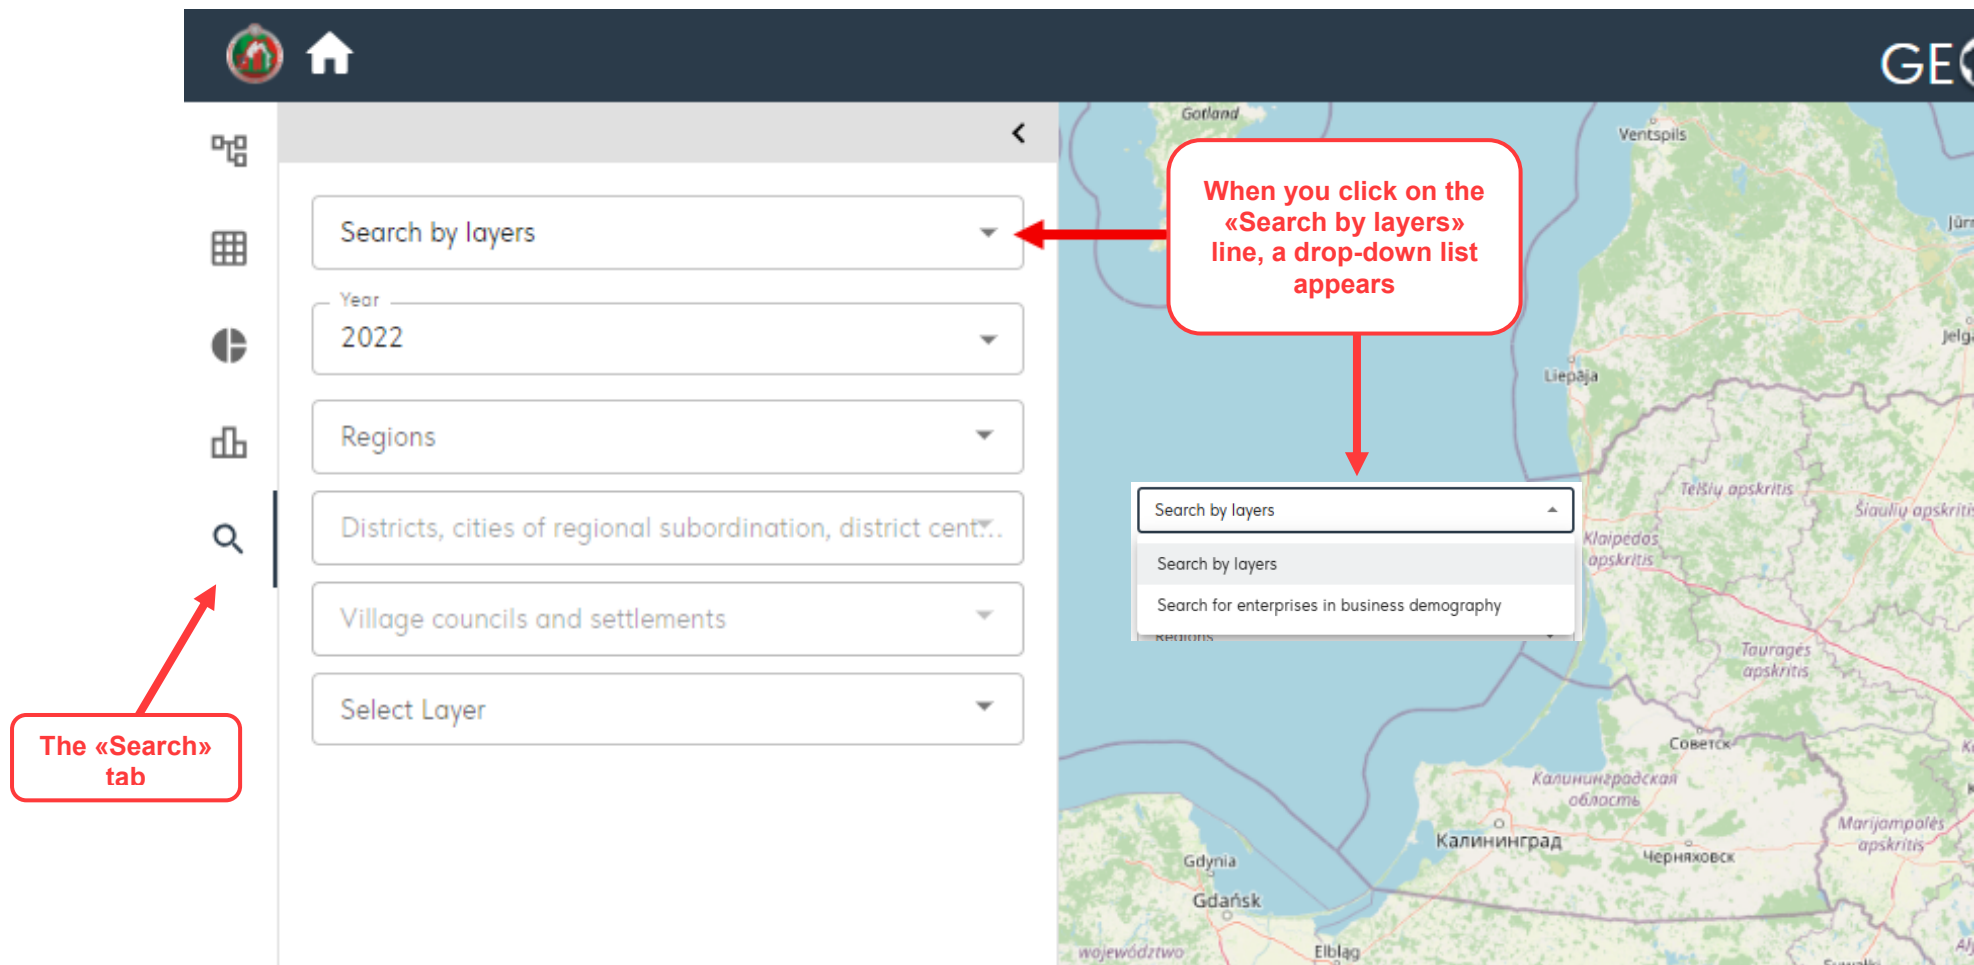 GEO
Search by layers
Year
2022
Regions
Districts, cities of regional subordination, district cent...
Village councils and settlements
Select Layer
The «Search»
tab
When you click on the
«Search by layers»
line, a drop-down list
appears
Search by layers
Search by layers
Search for enterprises in business demography
Regions
Gotland
Ventspils
Liepāja
Telšių apskritis
Šiaulių apskritis
Klaipėdos
apskritis
Tauragės
apskritis
Советск
Калининградская
область
Калининград
Черняховск
Marijampolės
apskritis
Gdynia
Gdańsk
Elbląg
województwo